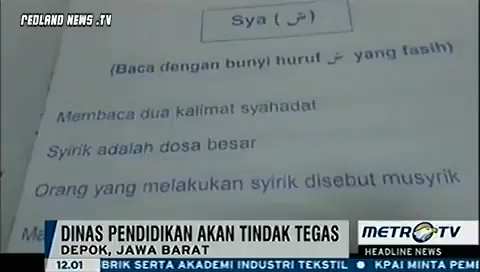 REDLAND NEWS .TV
Sya ( ش )
(Baca dengan bunyi huruf ش yang fasih)
Membaca dua kalimat syahadat
Syirik adalah dosa besar
Orang yang melakukan syirik disebut musyrik
DINAS PENDIDIKAN AKAN TINDAK TEGAS
DEPOK, JAWA BARAT
METRO TV
HEADLINE NEWS
12.01 BRIK SERTA AKADEMI INDUSTRI TEKSTIL KPAI MINTA PEM